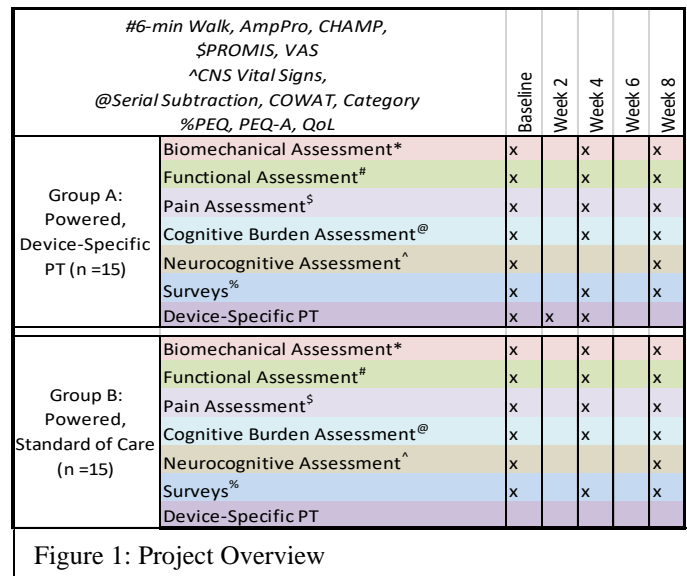 #6-min Walk, AmpPro, CHAMP,
$PROMIS, VAS
^CNS Vital Signs,
@Serial Subtraction, COWAT, Category
%PEQ, PEQ-A, QoL
Baseline
Week 2
Week 4
Week 6
Week 8
Group A:
Powered,
Device-Specific
PT (n =15)
Biomechanical Assessment* x x x
Functional Assessment# x x x
Pain Assessment$ x x x
Cognitive Burden Assessment@ x x x
Neurocognitive Assessment^ x x
Surveys% x x x
Device-Specific PT x x x
Group B:
Powered,
Standard of Care
(n =15)
Biomechanical Assessment* x x x
Functional Assessment# x x x
Pain Assessment$ x x x
Cognitive Burden Assessment@ x x x
Neurocognitive Assessment^ x x
Surveys% x x x
Device-Specific PT
Figure 1: Project Overview